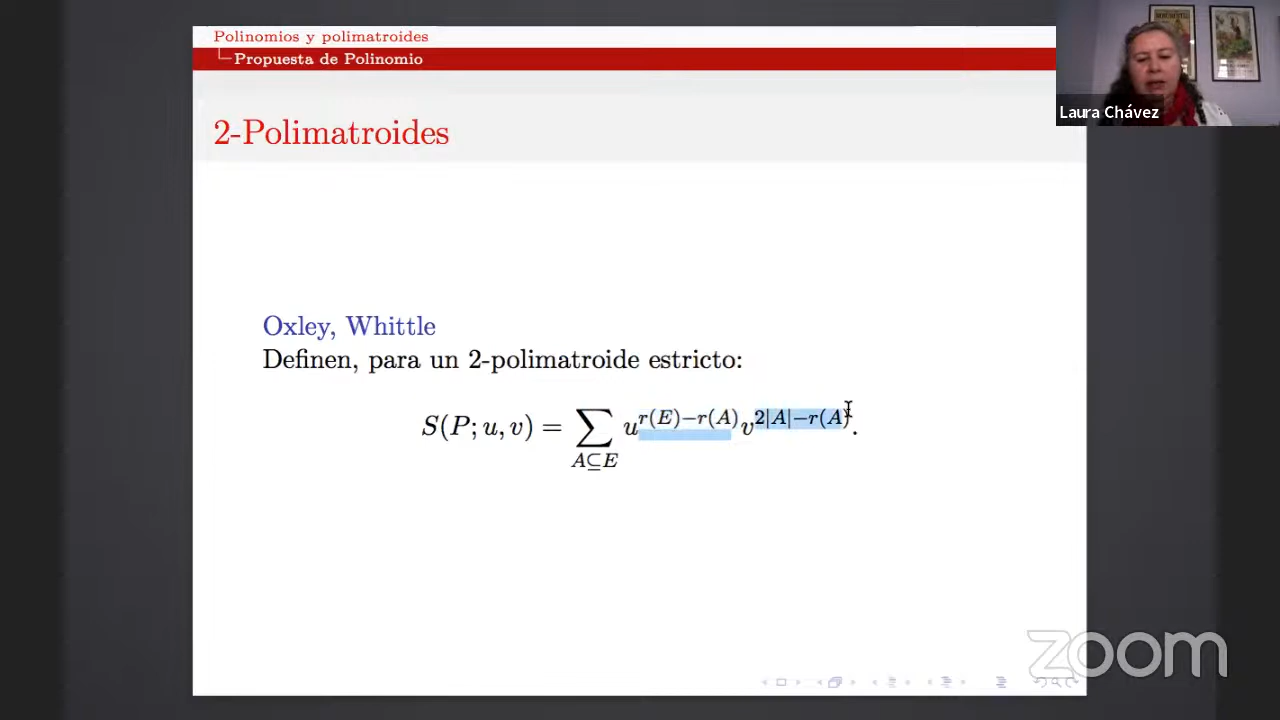 Polinomios y polimatroides
Propuesta de Polinomio
Laura Chávez
2-Polimatroides
Oxley, Whittle
Definen, para un 2-polimatroide estricto:
S(P; u, v) = ∑_{A⊆E} u^{r(E)−r(A)} v^{2|A|−r(A)}.
zoom